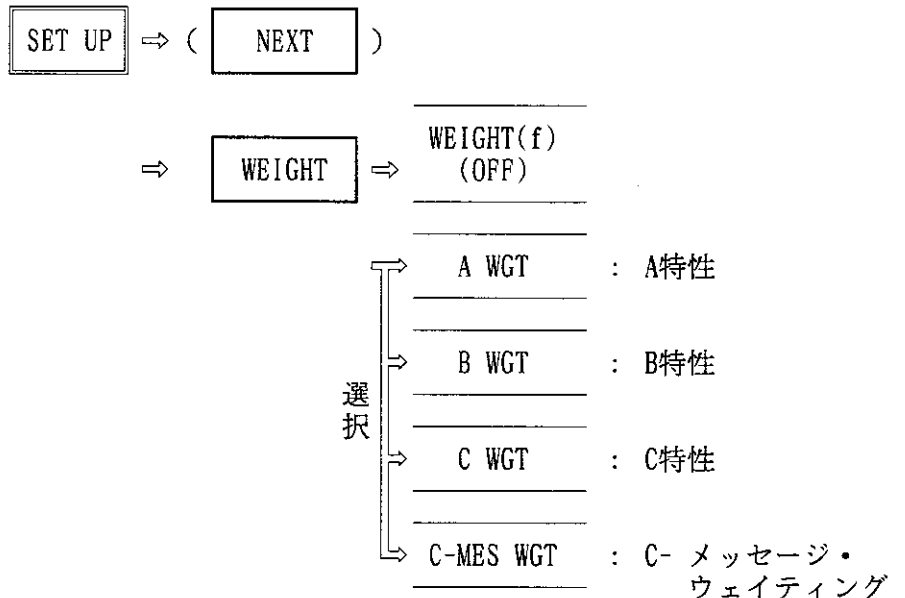 SET UP ⇨ ( NEXT )
⇨ WEIGHT ⇨ WEIGHT(f)
(OFF)
A WGT : A特性
B WGT : B特性
選択
C WGT : C特性
C-MES WGT : C- メッセージ・
ウェイティング